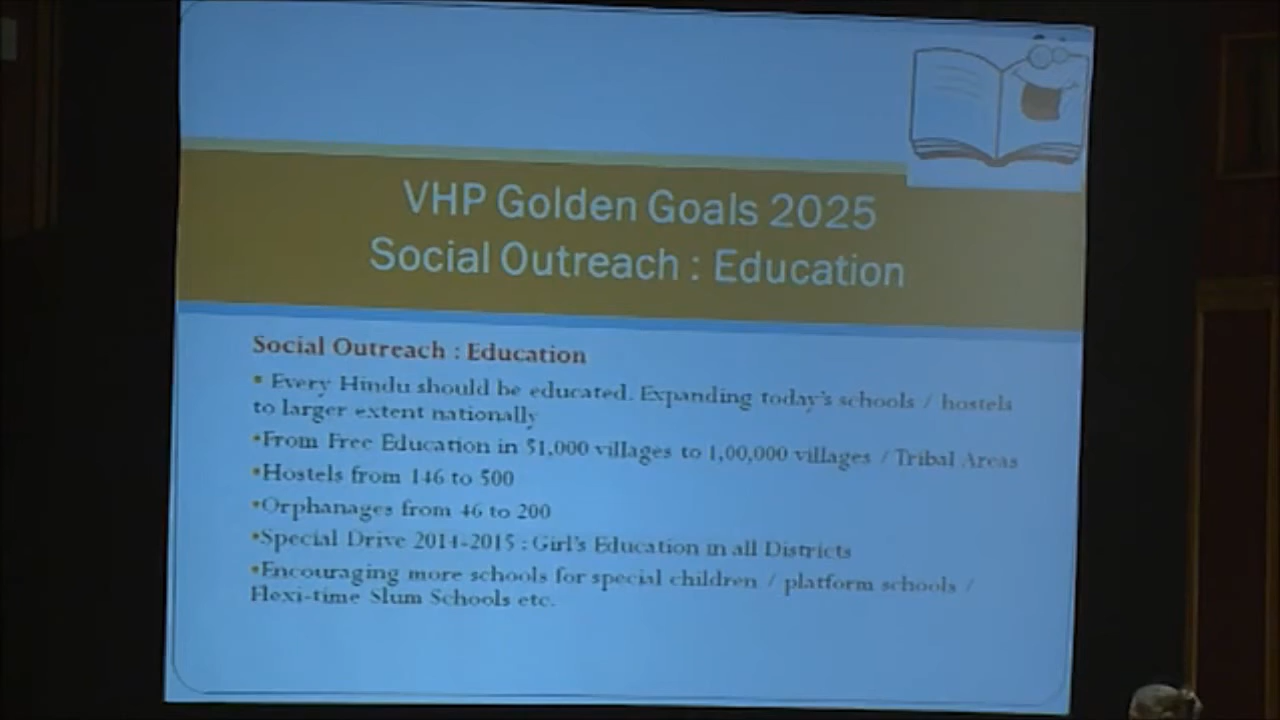 VHP Golden Goals 2025
Social Outreach : Education
Social Outreach : Education
• Every Hindu should be educated. Expanding today's schools / hostels
to larger extent nationally
•From Free Education in 51,000 villages to 1,00,000 villages / Tribal Areas
•Hostels from 146 to 500
•Orphanages from 46 to 200
•Special Drive 2014-2015 : Girl's Education in all Districts
•Encouraging more schools for special children / platform schools /
Flexi-time Slum Schools etc.